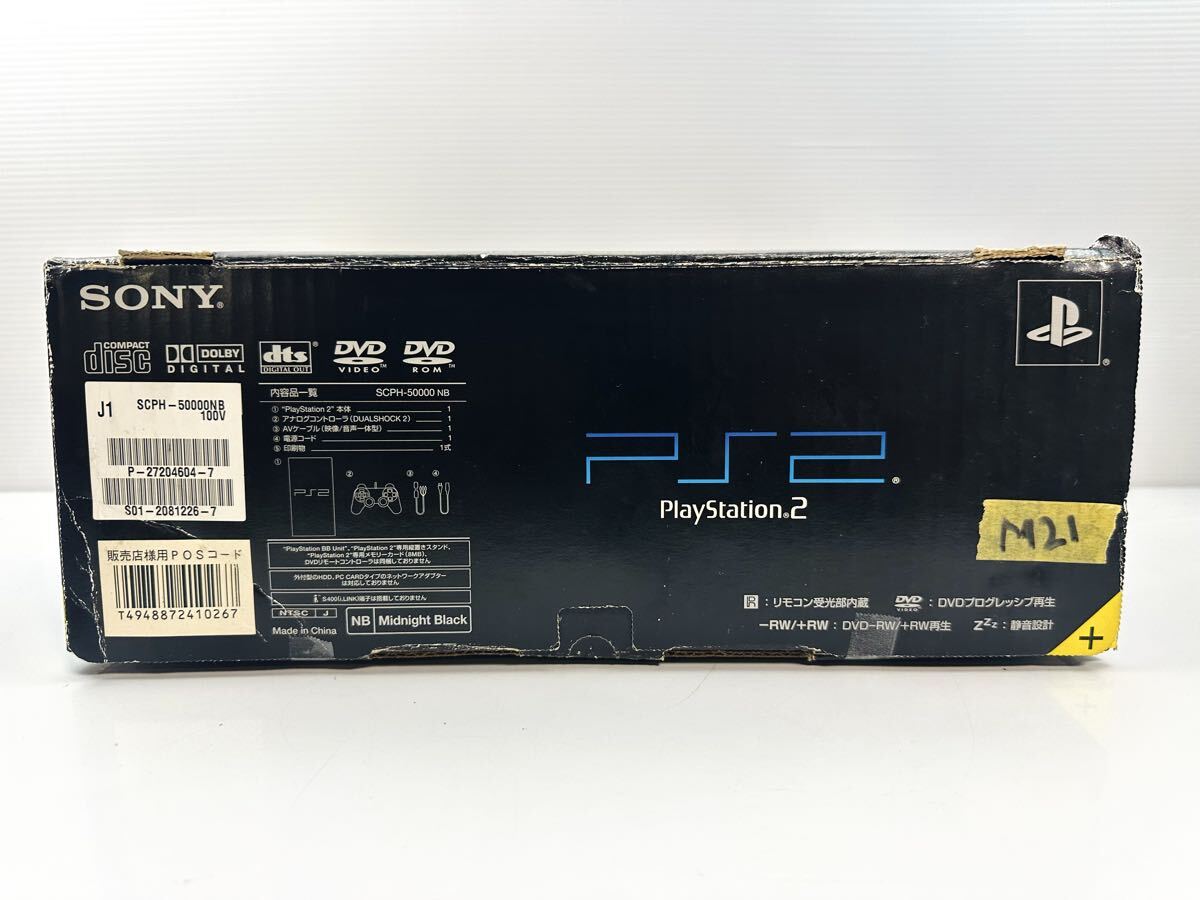 SONY®
COMPACT
disc
DOLBY
DIGITAL
dts®
DIGITAL OUT
DVD
VIDEO™
DVD
ROM™
J1 SCPH-50000NB
100V
P-27204604-7
S01-2081226-7
販売店様用POSコード
T4948872410267
内容品一覧 SCPH-50000 NB
① "PlayStation 2" 本体 1
② アナログコントローラ(DUALSHOCK 2) 1
③ AVケーブル(映像/音声一体型) 1
④ 電源コード 1
⑤ 印刷物 1式
① ② ③ ④
PS2
"PlayStation BB Unit"、"PlayStation 2"専用縦置きスタンド、
"PlayStation 2"専用メモリーカード(8MB)、
DVDリモートコントローラは同梱しておりません
外付型のHDD、PC CARDタイプのネットワークアダプター
は対応しておりません
S400(i.LINK)端子は搭載しておりません
NTSC J
Made in China
NB Midnight Black
PS2®
PlayStation®2
M21
®
IR : リモコン受光部内蔵 DVD VIDEO : DVDプログレッシブ再生
-RW/+RW : DVD-RW/+RW再生 ZZZ : 静音設計
+